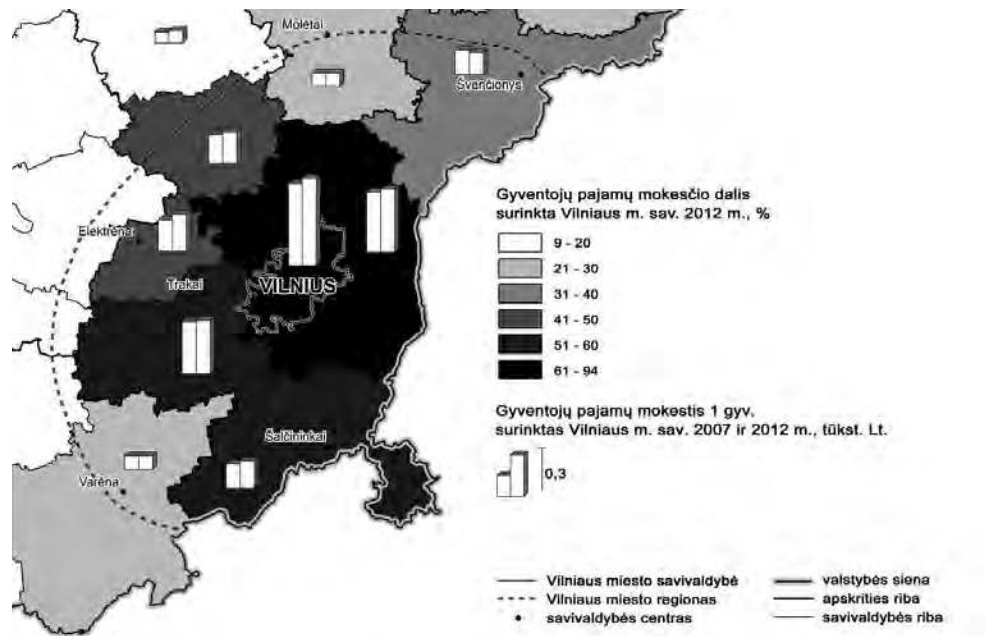 Molėtai
Švenčionys
Elektrėnai
Trakai
VILNIUS
Šalčininkai
Varėna
Gyventojų pajamų mokesčio dalis
surinkta Vilniaus m. sav. 2012 m., %
9 - 20
21 - 30
31 - 40
41 - 50
51 - 60
61 - 94
Gyventojų pajamų mokestis 1 gyv.
surinktas Vilniaus m. sav. 2007 ir 2012 m., tūkst. Lt.
0,3
Vilniaus miesto savivaldybė
Vilniaus miesto regionas
savivaldybės centras
valstybės siena
apskrities riba
savivaldybės riba